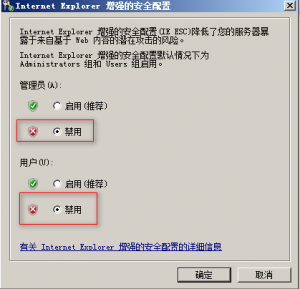 Internet Explorer 增强的安全配置
Internet Explorer 增强的安全配置(IE ESC)降低了您的服务器暴
露于来自基于 Web 内容的潜在攻击的风险。
Internet Explorer 增强的安全配置默认情况下为
Administrators 组和 Users 组启用。
管理员(A):
启用(推荐)
禁用
用户(U):
启用(推荐)
禁用
有关 Internet Explorer 增强的安全配置的详细信息
确定
取消